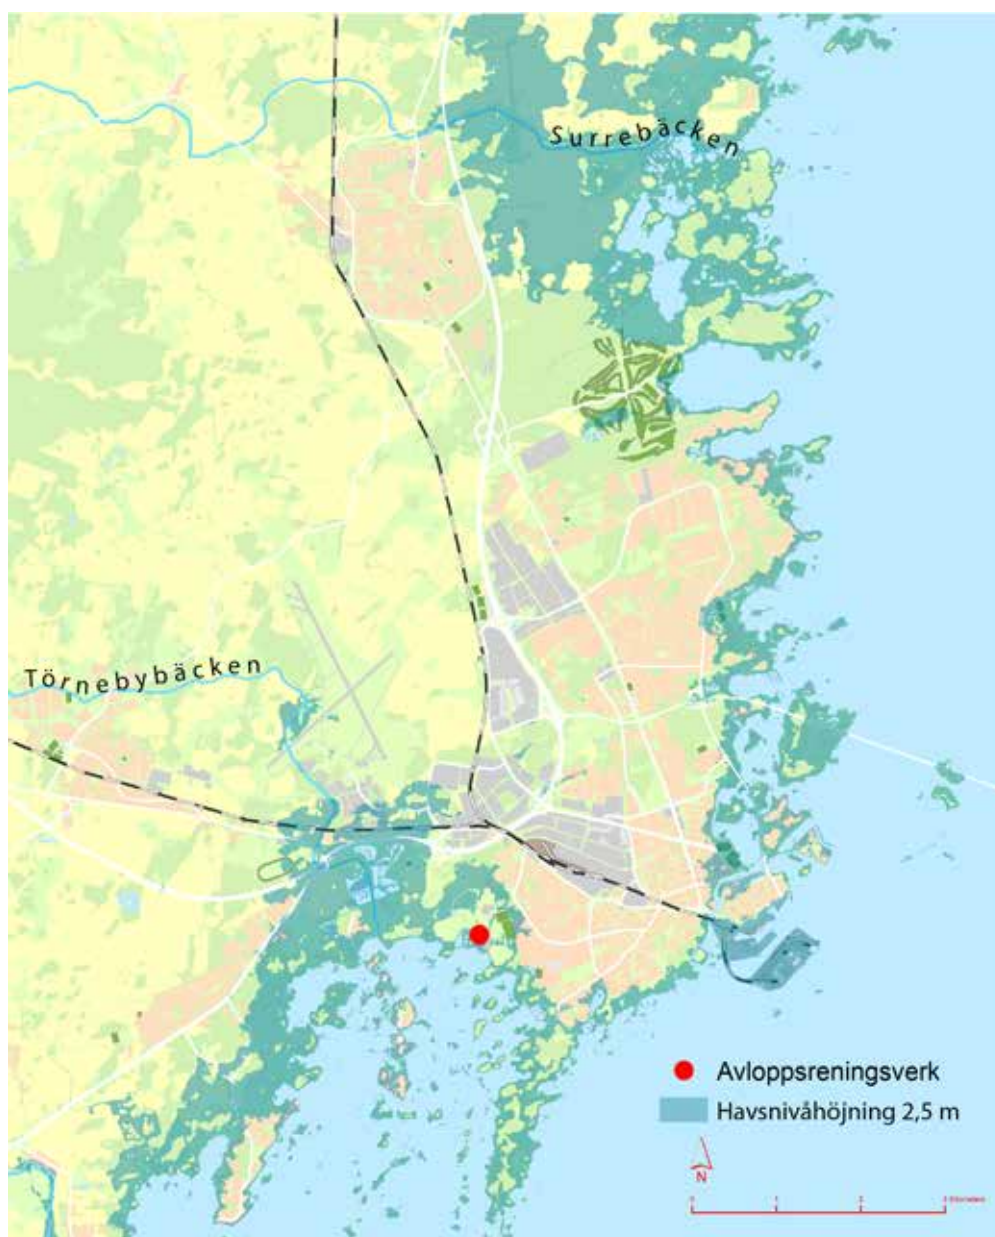 Surrebäcken
Törnebybäcken
Avloppsreningsverk
Havsnivåhöjning 2,5 m
N